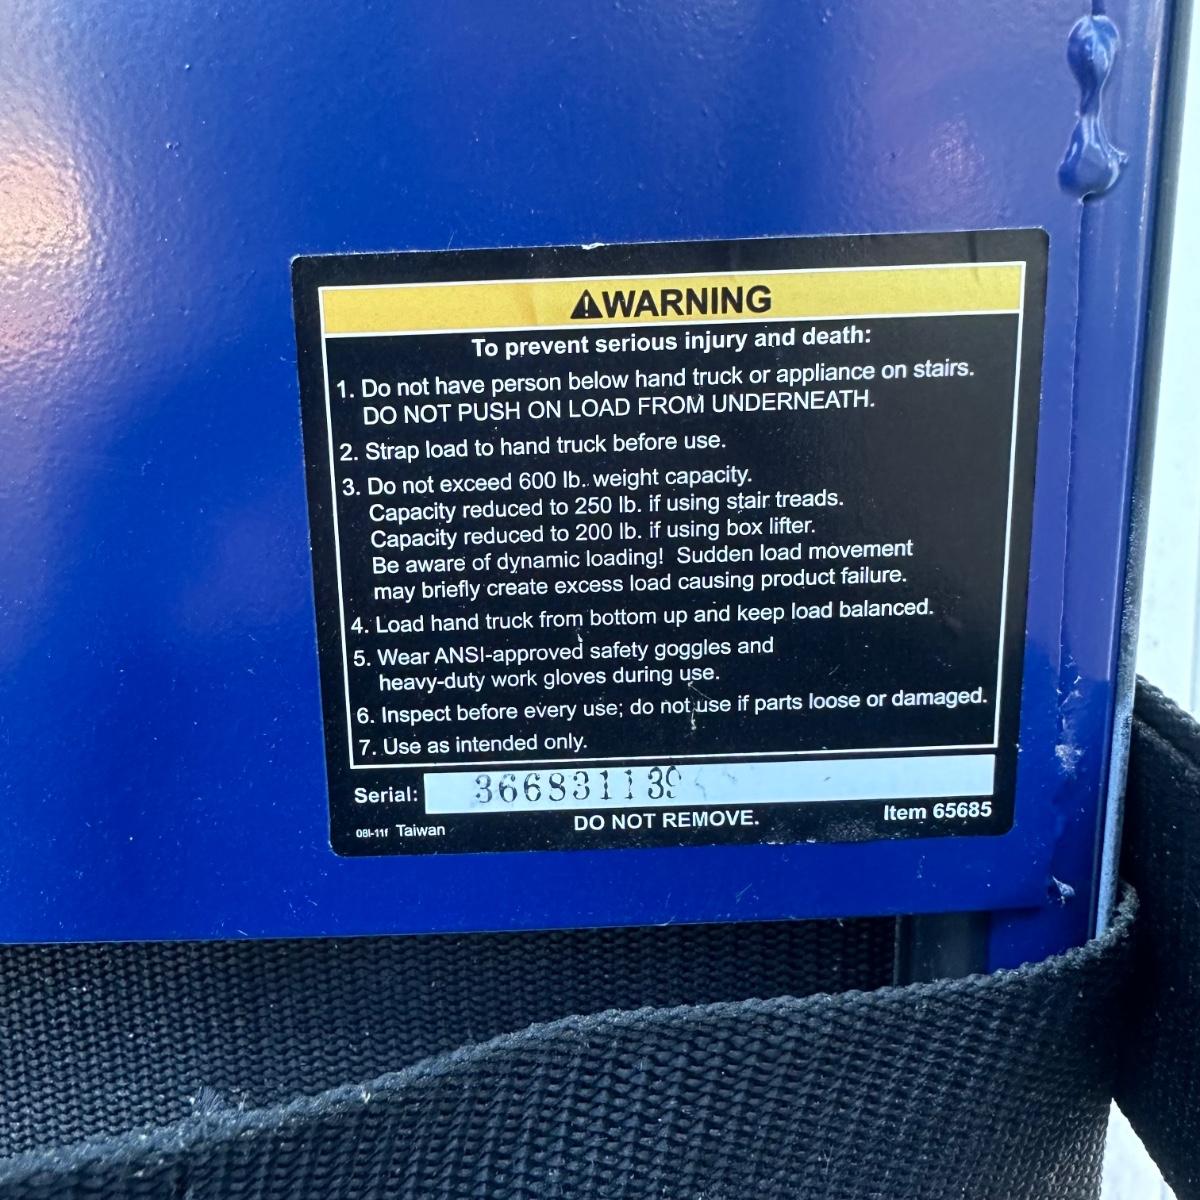 ⚠WARNING
To prevent serious injury and death:
1. Do not have person below hand truck or appliance on stairs.
DO NOT PUSH ON LOAD FROM UNDERNEATH.
2. Strap load to hand truck before use.
3. Do not exceed 600 lb. weight capacity.
Capacity reduced to 250 lb. if using stair treads.
Capacity reduced to 200 lb. if using box lifter.
Be aware of dynamic loading! Sudden load movement
may briefly create excess load causing product failure.
4. Load hand truck from bottom up and keep load balanced.
5. Wear ANSI-approved safety goggles and
heavy-duty work gloves during use.
6. Inspect before every use; do not use if parts loose or damaged.
7. Use as intended only.
Serial:
Taiwan
DO NOT REMOVE.
Item 65685